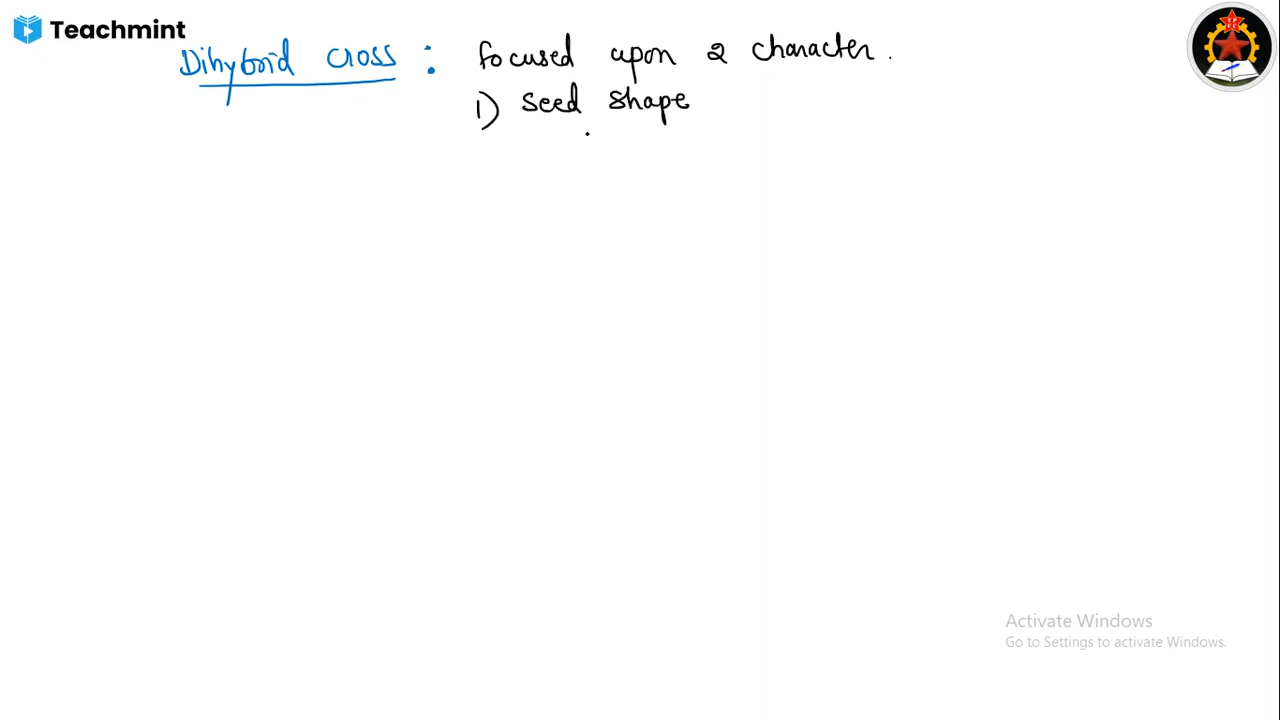 Teachmint
Dihybrid cross : focused upon 2 character.
1) seed shape
Activate Windows
Go to Settings to activate Windows.